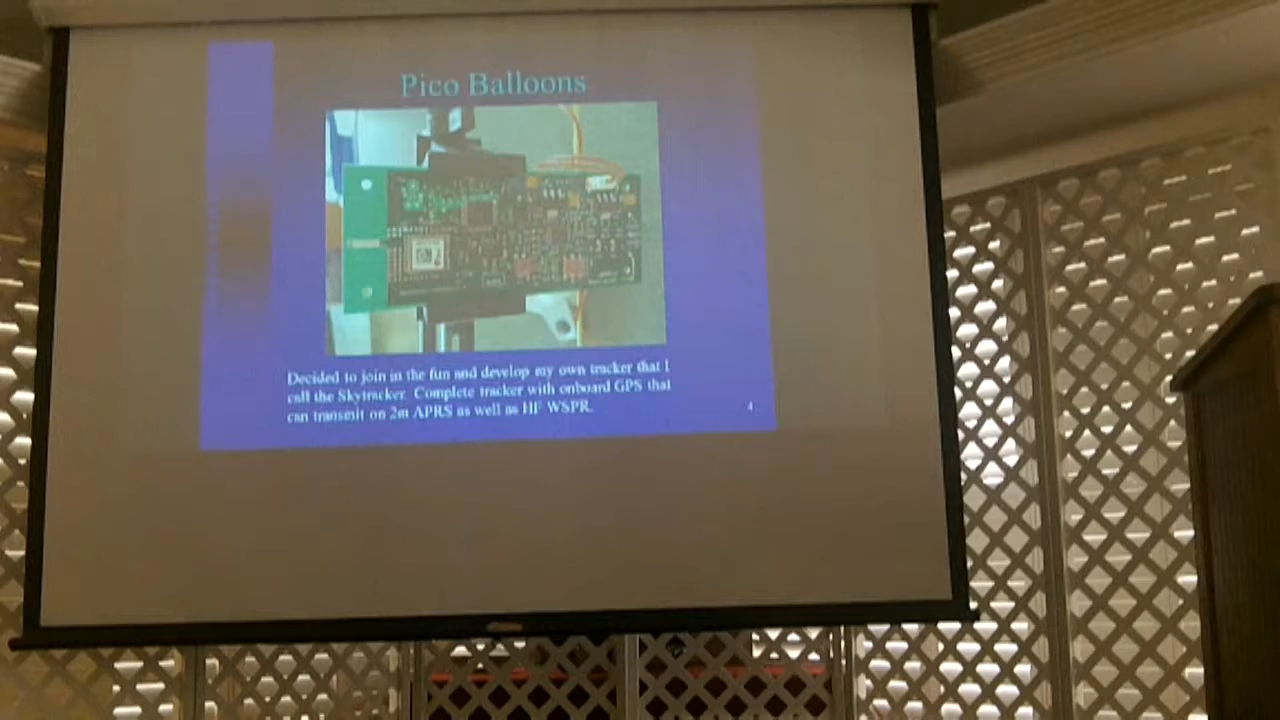 Pico Balloons
Decided to join in the fun and develop my own tracker that I
call the Skytracker. Complete tracker with onboard GPS that
can transmit on 2m APRS as well as HF WSPR.
4